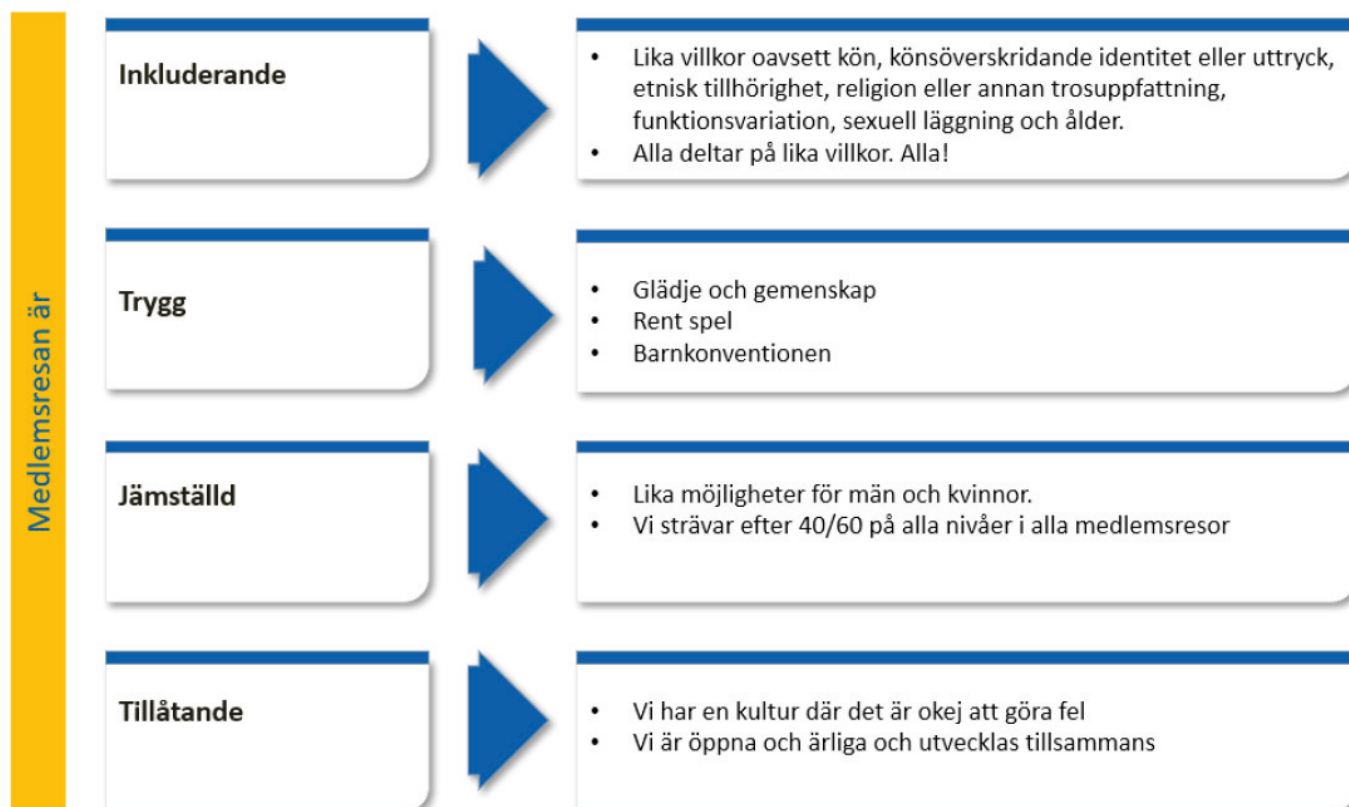 Medlemsresan är
Inkluderande
• Lika villkor oavsett kön, könsöverskridande identitet eller uttryck,
etnisk tillhörighet, religion eller annan trosuppfattning,
funktionsvariation, sexuell läggning och ålder.
• Alla deltar på lika villkor. Alla!
Trygg
• Glädje och gemenskap
• Rent spel
• Barnkonventionen
Jämställd
• Lika möjligheter för män och kvinnor.
• Vi strävar efter 40/60 på alla nivåer i alla medlemsresor
Tillåtande
• Vi har en kultur där det är okej att göra fel
• Vi är öppna och ärliga och utvecklas tillsammans